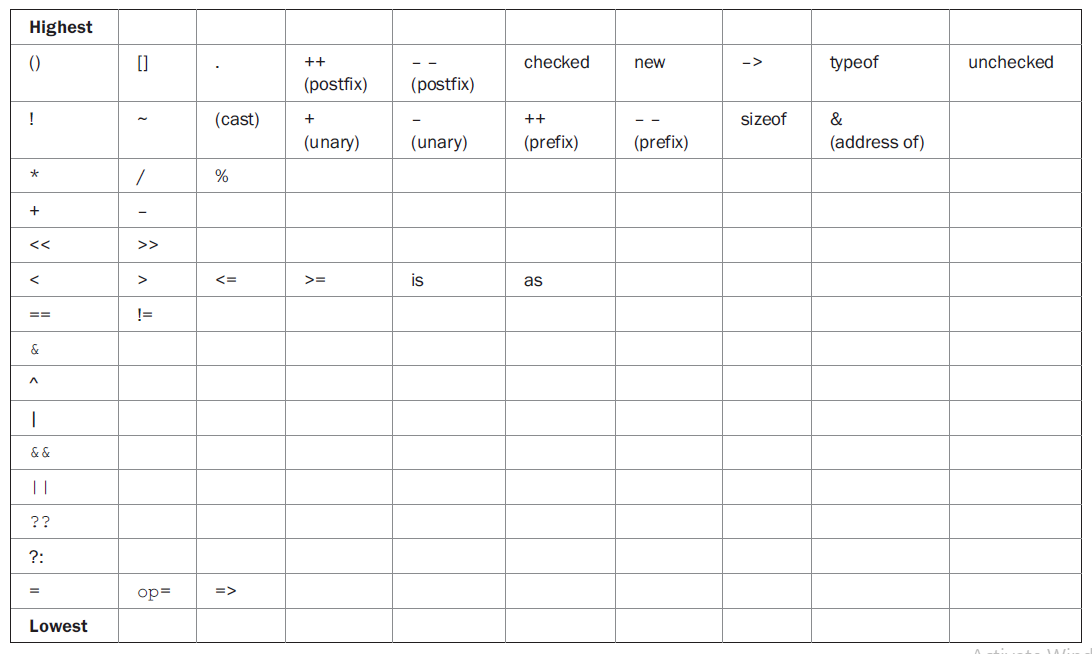 Highest
() [] . ++ – – checked new –> typeof unchecked
(postfix) (postfix)
! ~ (cast) + – ++ – – sizeof &
(unary) (unary) (prefix) (prefix) (address of)
* / %
+ –
<< >>
< > <= >= is as
== !=
&
^
|
&&
||
??
?:
= op= =>
Lowest